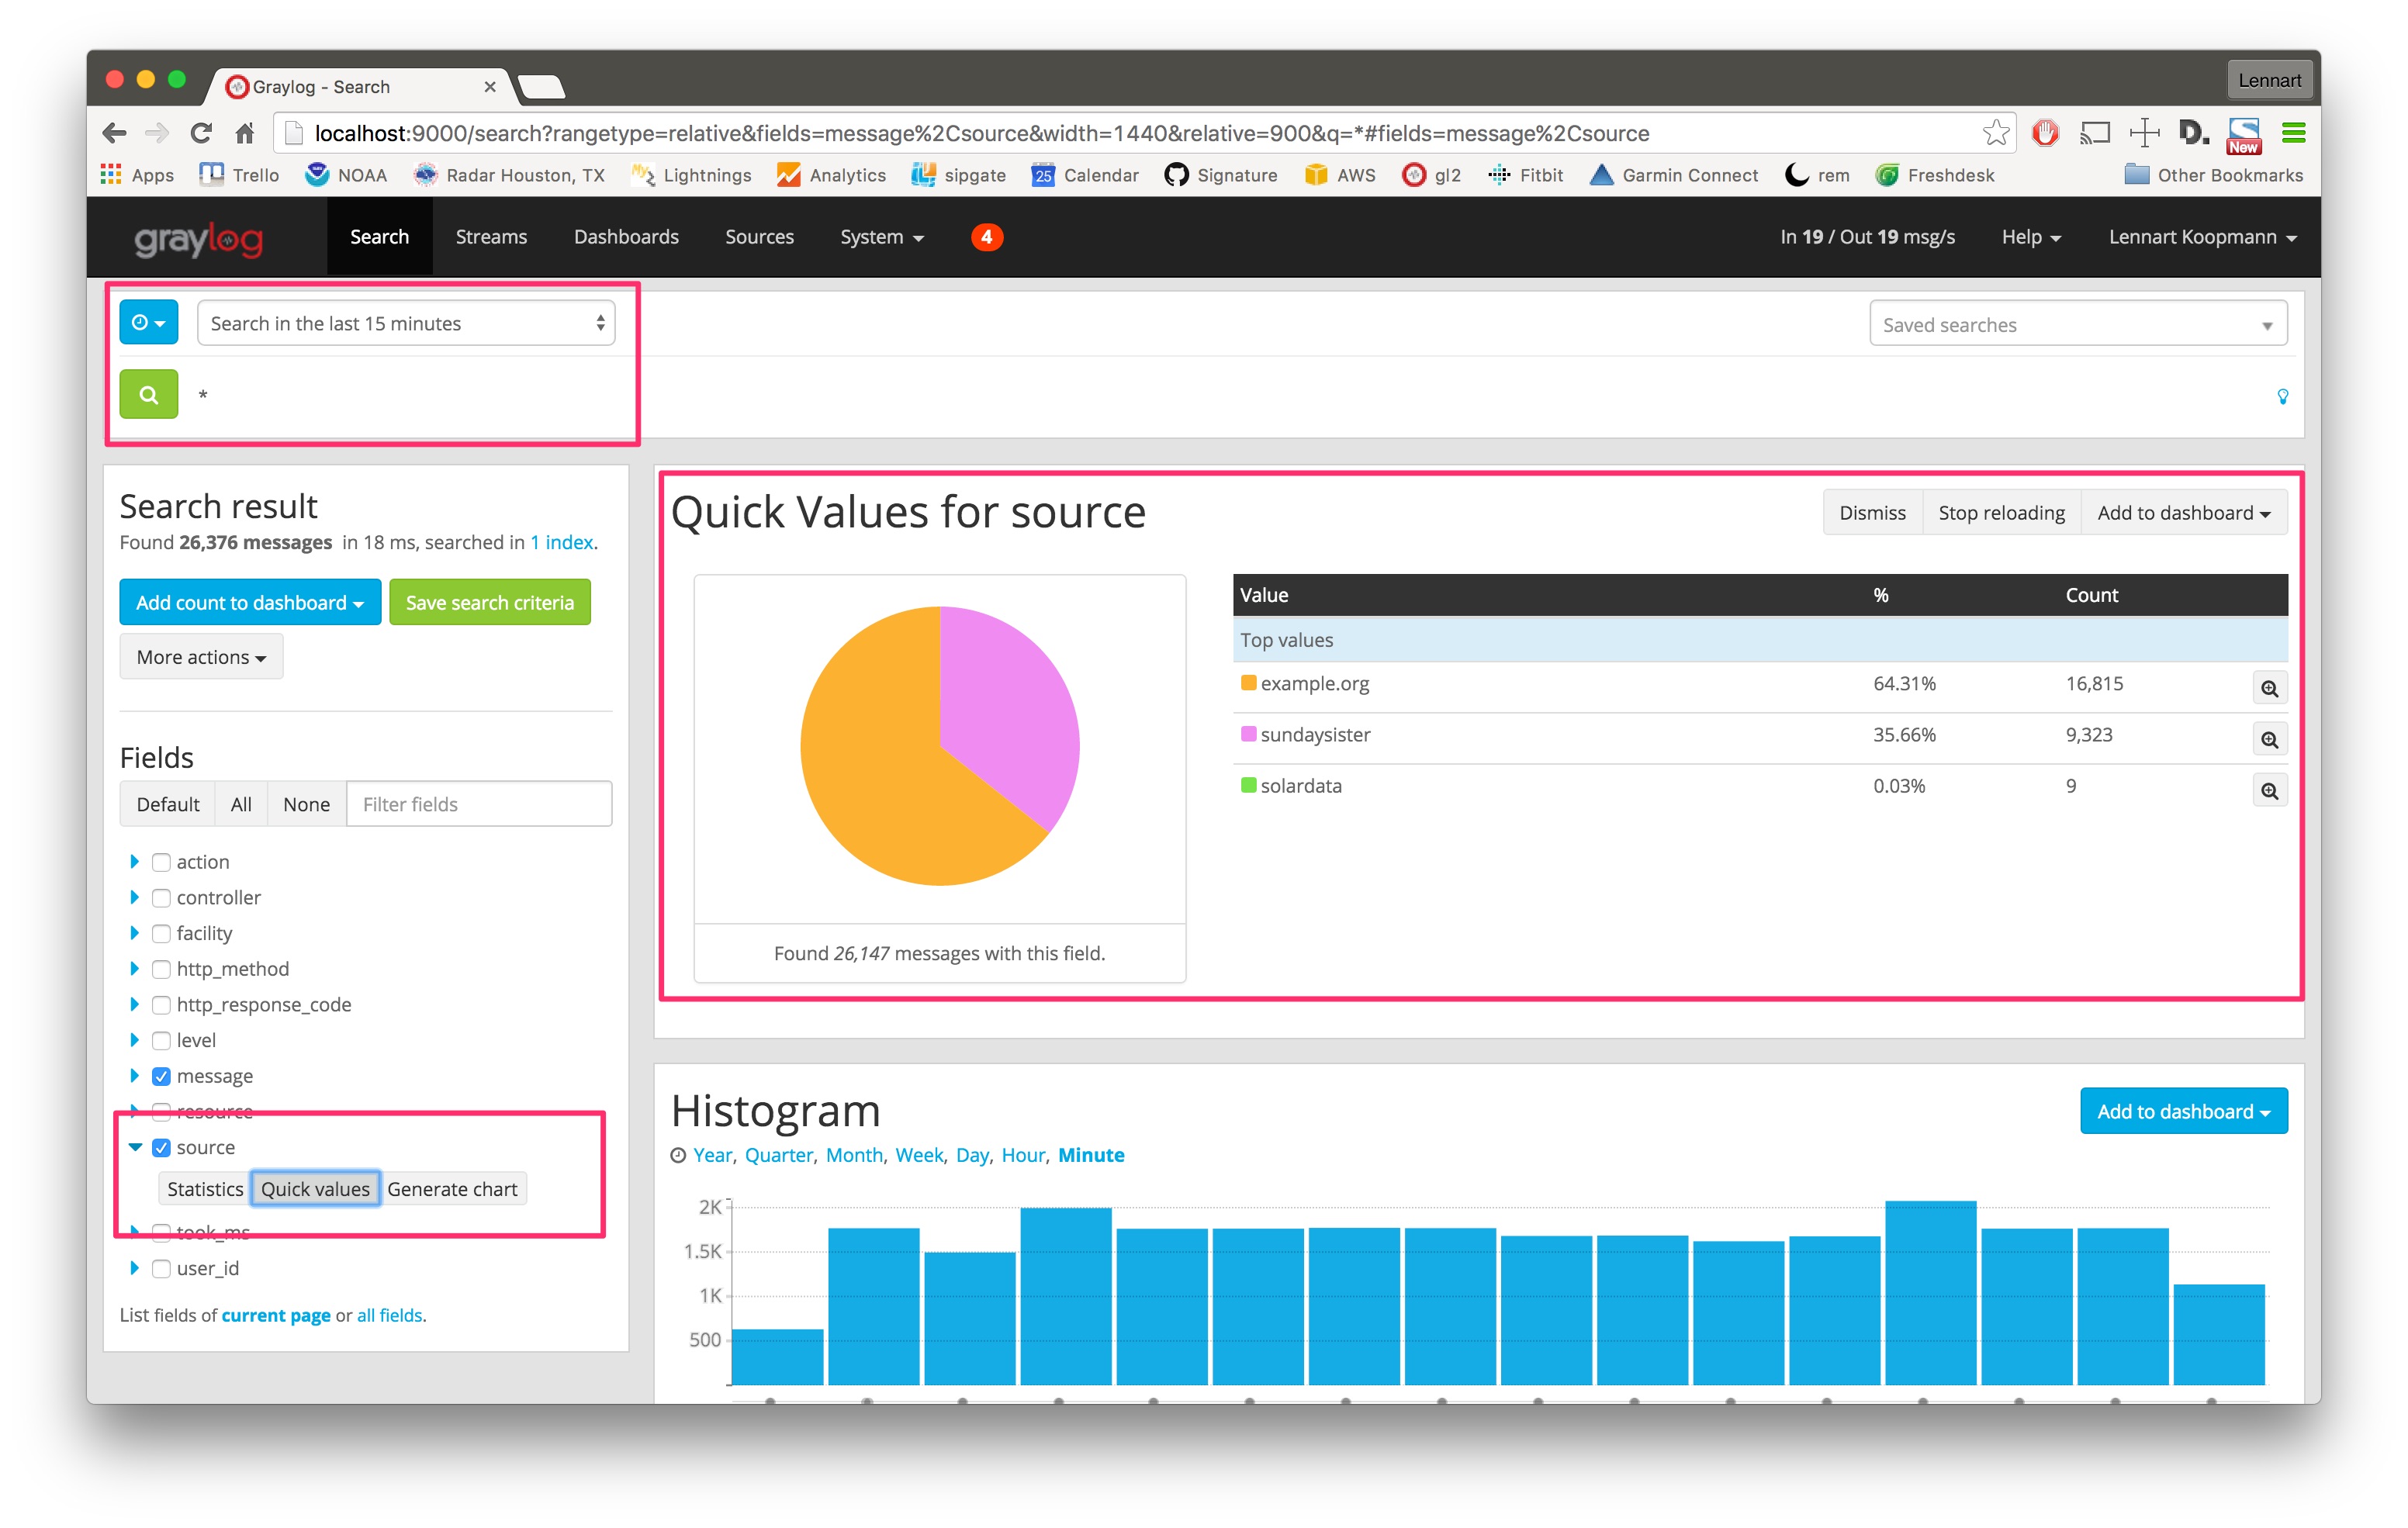 Graylog - Search
Lennart
localhost:9000/search?rangetype=relative&fields=message%2Csource&width=1440&relative=900&q=*#fields=message%2Csource
New
Apps Trello NOAA Radar Houston, TX Lightnings Analytics sipgate 25 Calendar Signature AWS gl2 Fitbit Garmin Connect rem Freshdesk Other Bookmarks
graylog Search Streams Dashboards Sources System 4 In 19 / Out 19 msg/s Help Lennart Koopmann
Search in the last 15 minutes
Saved searches
*
Search result
Found 26,376 messages in 18 ms, searched in 1 index.
Add count to dashboard Save search criteria
More actions
Fields
Default All None Filter fields
action
controller
facility
http_method
http_response_code
level
message
resource
source
Statistics Quick values Generate chart
took_ms
user_id
List fields of current page or all fields.
Quick Values for source
Dismiss Stop reloading Add to dashboard
Found 26,147 messages with this field.
Value % Count
Top values
example.org 64.31% 16,815
sundaysister 35.66% 9,323
solardata 0.03% 9
Histogram
Add to dashboard
Year, Quarter, Month, Week, Day, Hour, Minute
2K
1.5K
1K
500